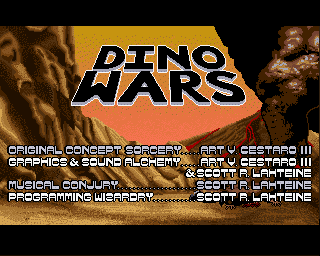 DINO
WARS
ORIGINAL CONCEPT SORCERY.....ART V. CESTARO III
GRAPHICS & SOUND ALCHEMY.....ART V. CESTARO III
& SCOTT R. LAHTEINE
MUSICAL CONJURY..............SCOTT R. LAHTEINE
PROGRAMMING WIZARDRY........SCOTT R. LAHTEINE